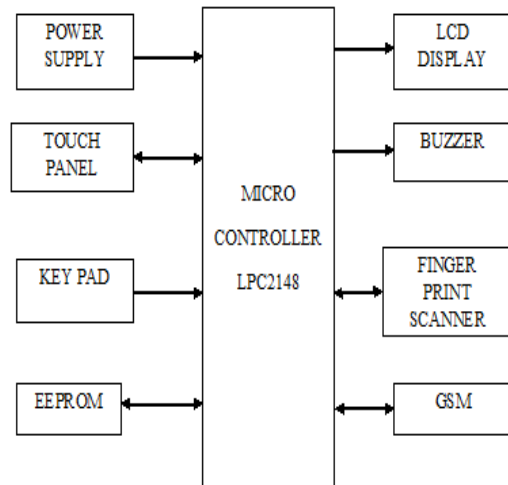 POWER
SUPPLY
TOUCH
PANEL
KEY PAD
EEPROM
MICRO
CONTROLLER
LPC2148
LCD
DISPLAY
BUZZER
FINGER
PRINT
SCANNER
GSM